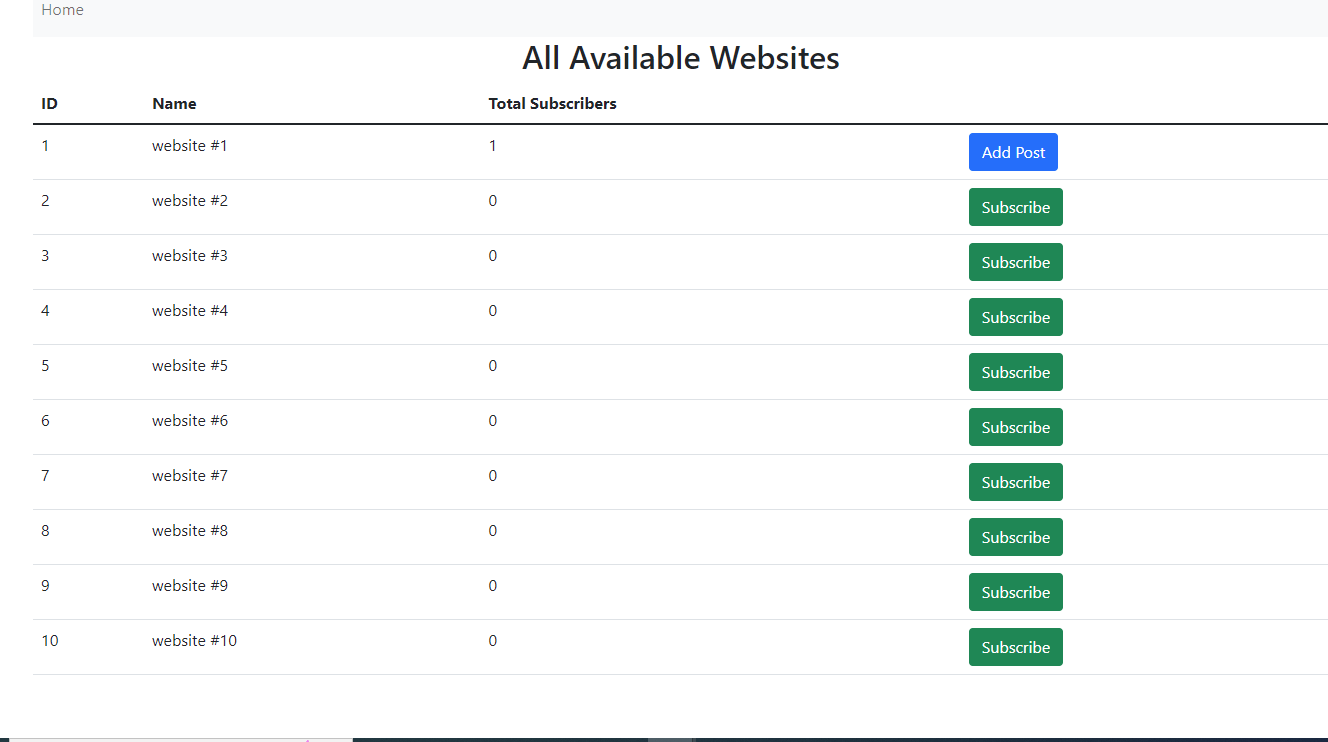 Home
All Available Websites
ID Name Total Subscribers
1 website #1 1 Add Post
2 website #2 0 Subscribe
3 website #3 0 Subscribe
4 website #4 0 Subscribe
5 website #5 0 Subscribe
6 website #6 0 Subscribe
7 website #7 0 Subscribe
8 website #8 0 Subscribe
9 website #9 0 Subscribe
10 website #10 0 Subscribe